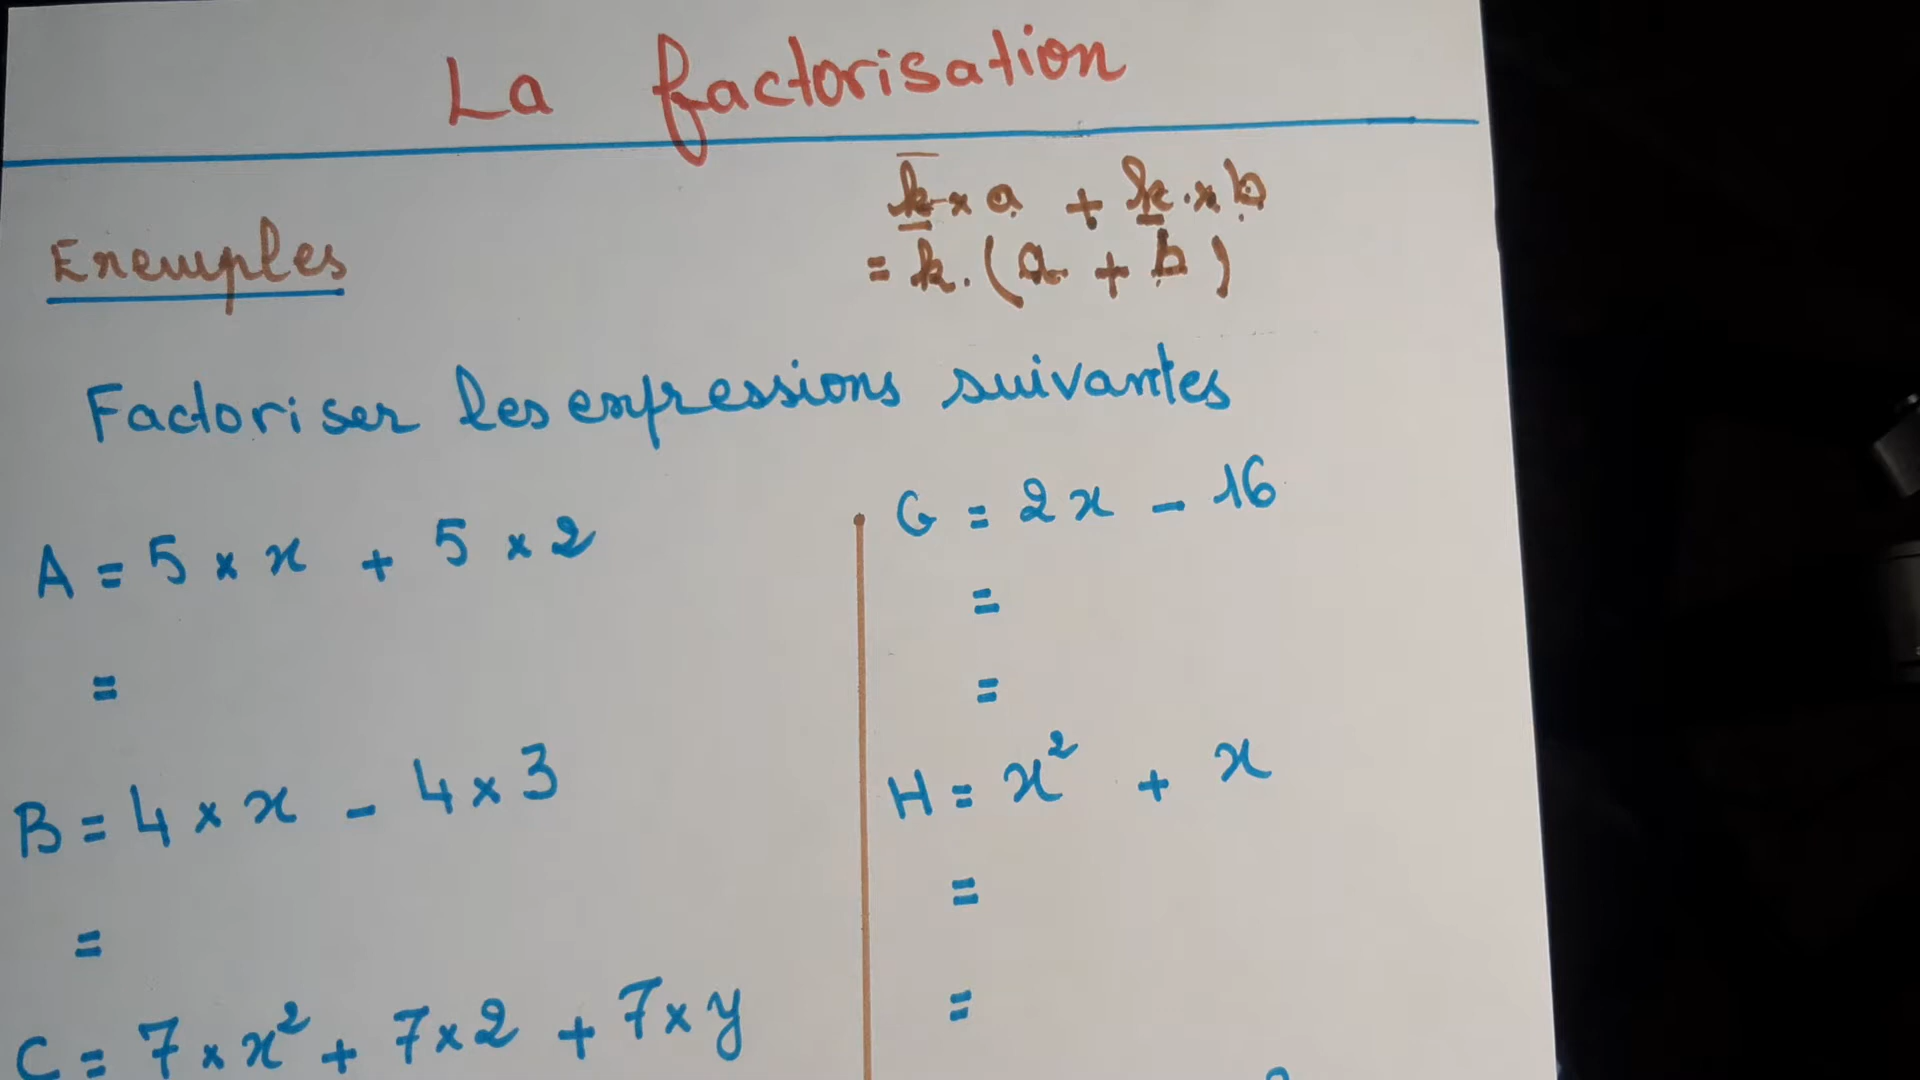 La factorisation
k × a + k . × b
= k . ( a + b )
Exemples
Factoriser les expressions suivantes
A = 5 × x + 5 × 2
=
B = 4 × x - 4 × 3
=
C = 7 × x² + 7 × 2 + 7 × y
G = 2x - 16
=
=
H = x² + x
=
=